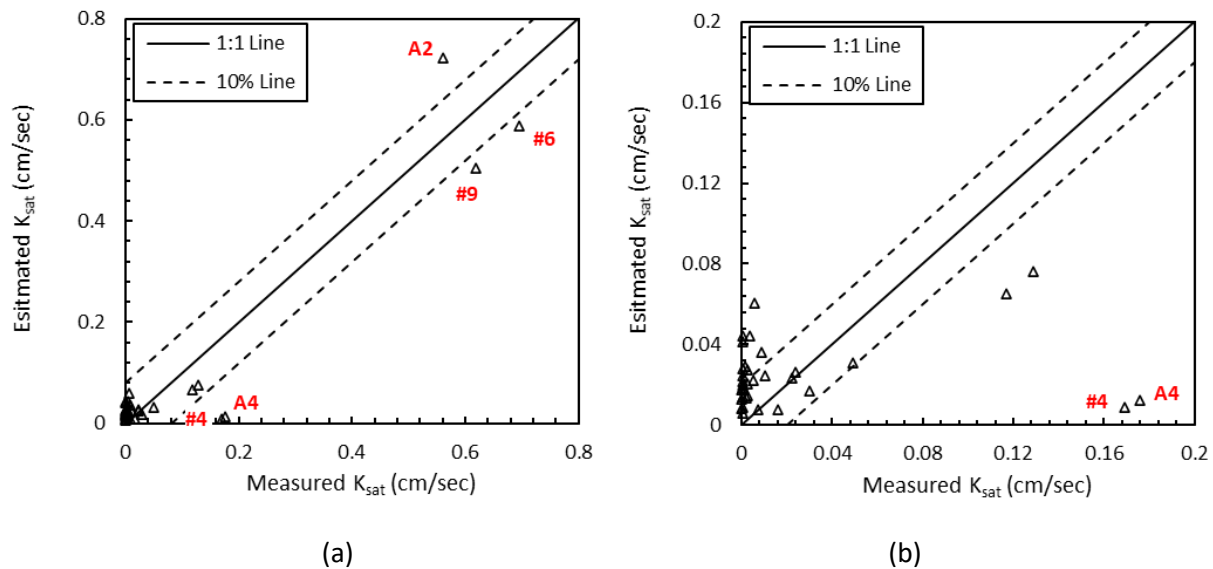 0.8
0.6
0.4
0.2
0
0
0.2
0.4
0.6
0.8
Esitmated Ksat (cm/sec)
Measured Ksat (cm/sec)
1:1 Line
10% Line
A2
#6
#9
#4
A4
(a)
0.2
0.16
0.12
0.08
0.04
0
0
0.04
0.08
0.12
0.16
0.2
Esitmated Ksat (cm/sec)
Measured Ksat (cm/sec)
1:1 Line
10% Line
#4
A4
(b)